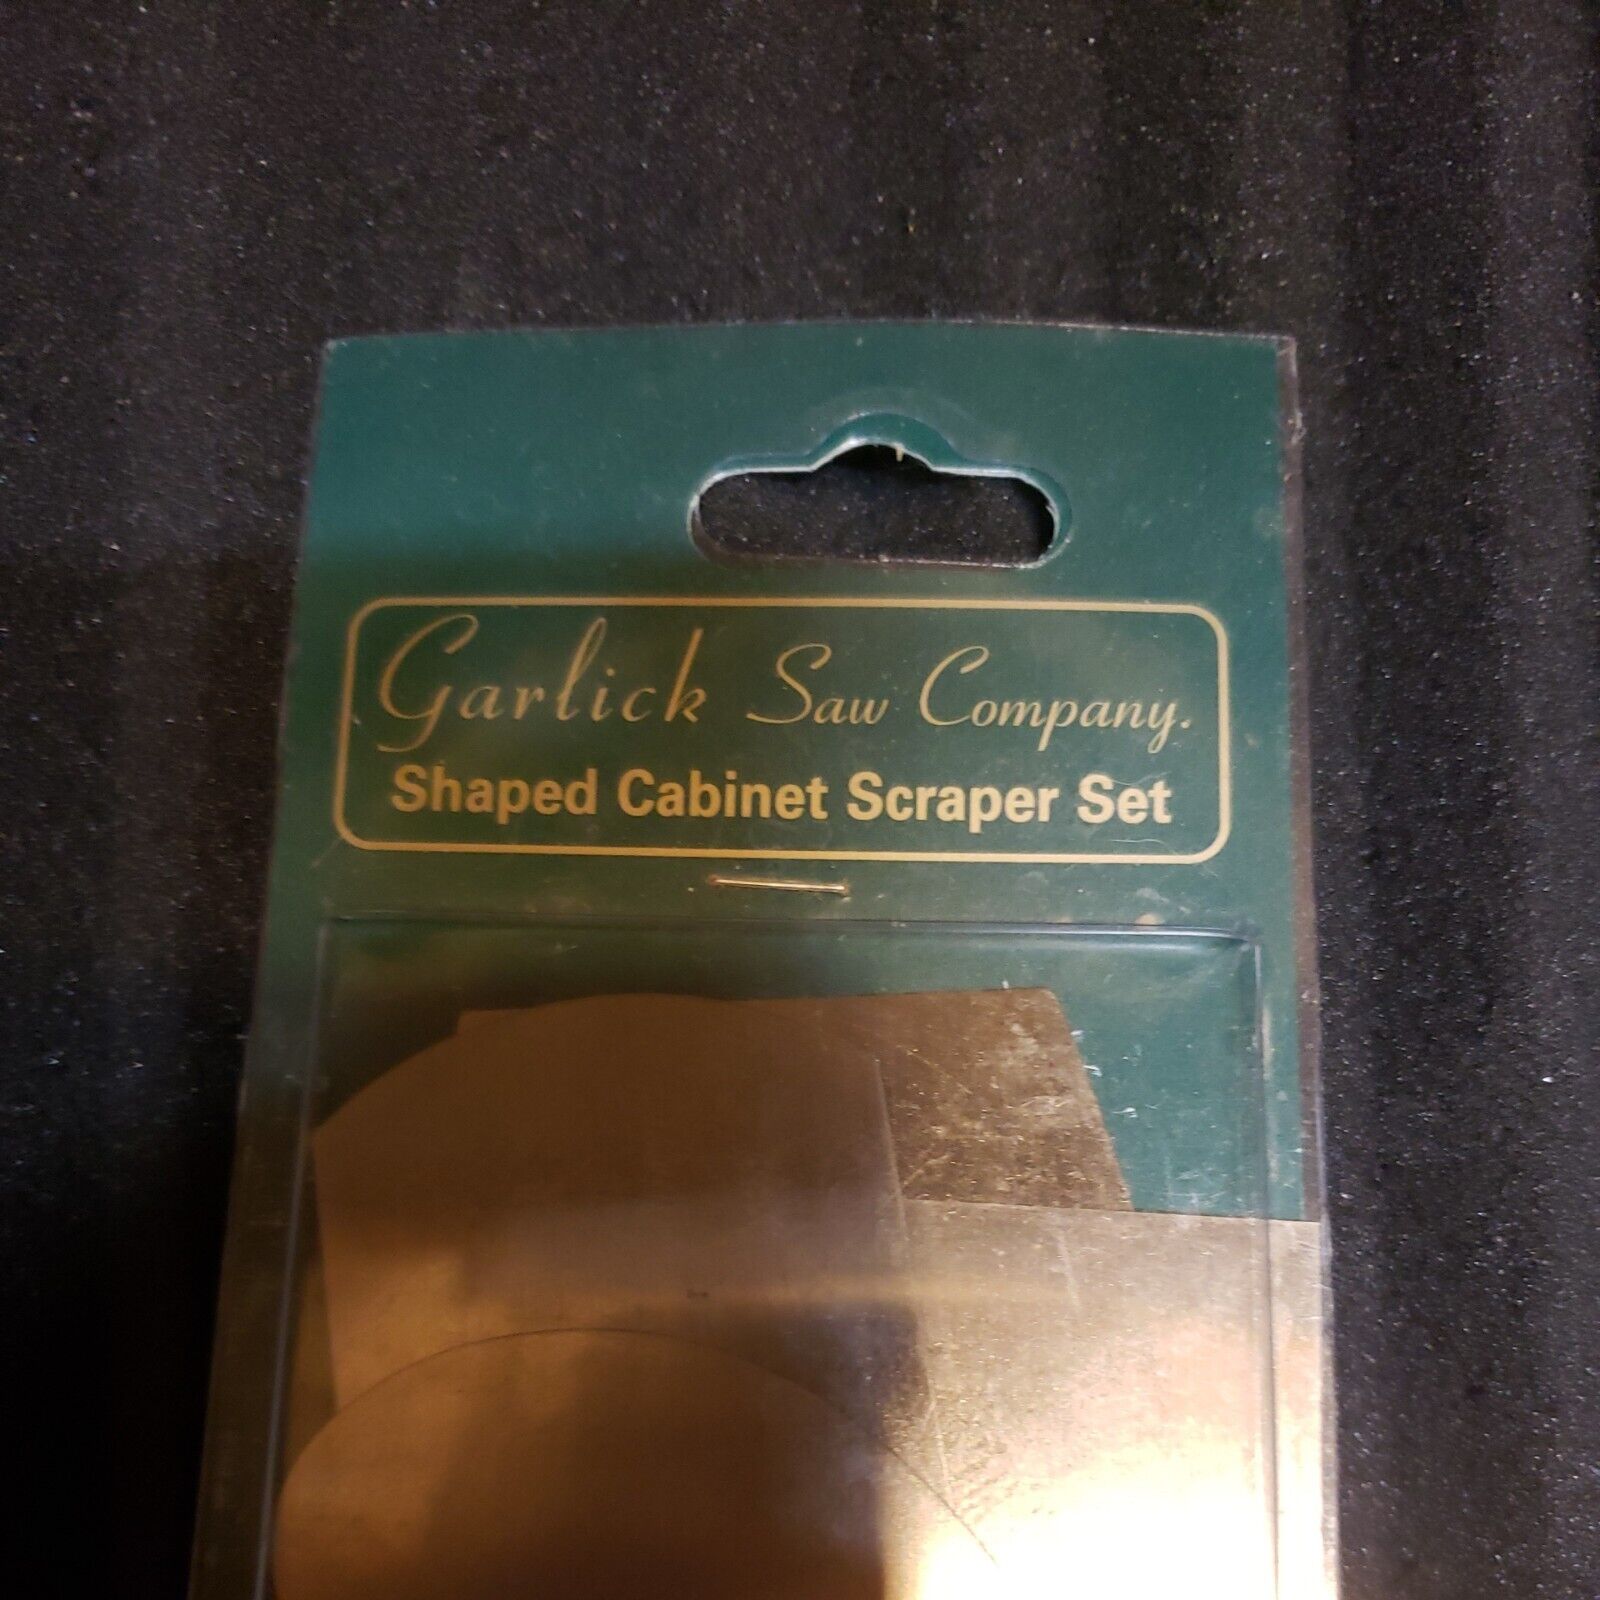 Garlick Saw Company.
Shaped Cabinet Scraper Set